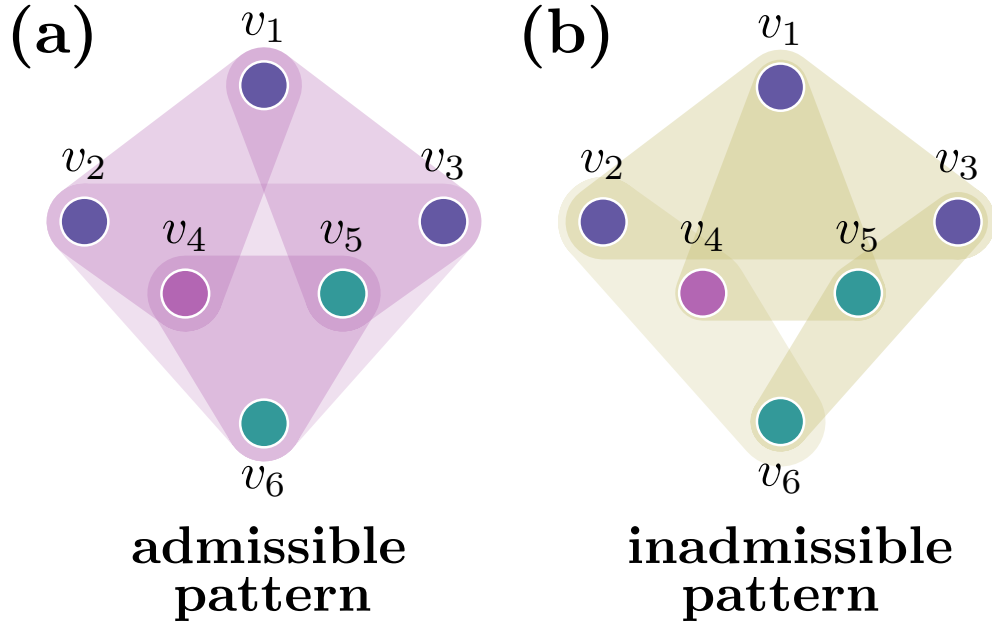 (a)
v₁
v₂
v₃
v₄
v₅
v₆
admissible
pattern
(b)
v₁
v₂
v₃
v₄
v₅
v₆
inadmissible
pattern